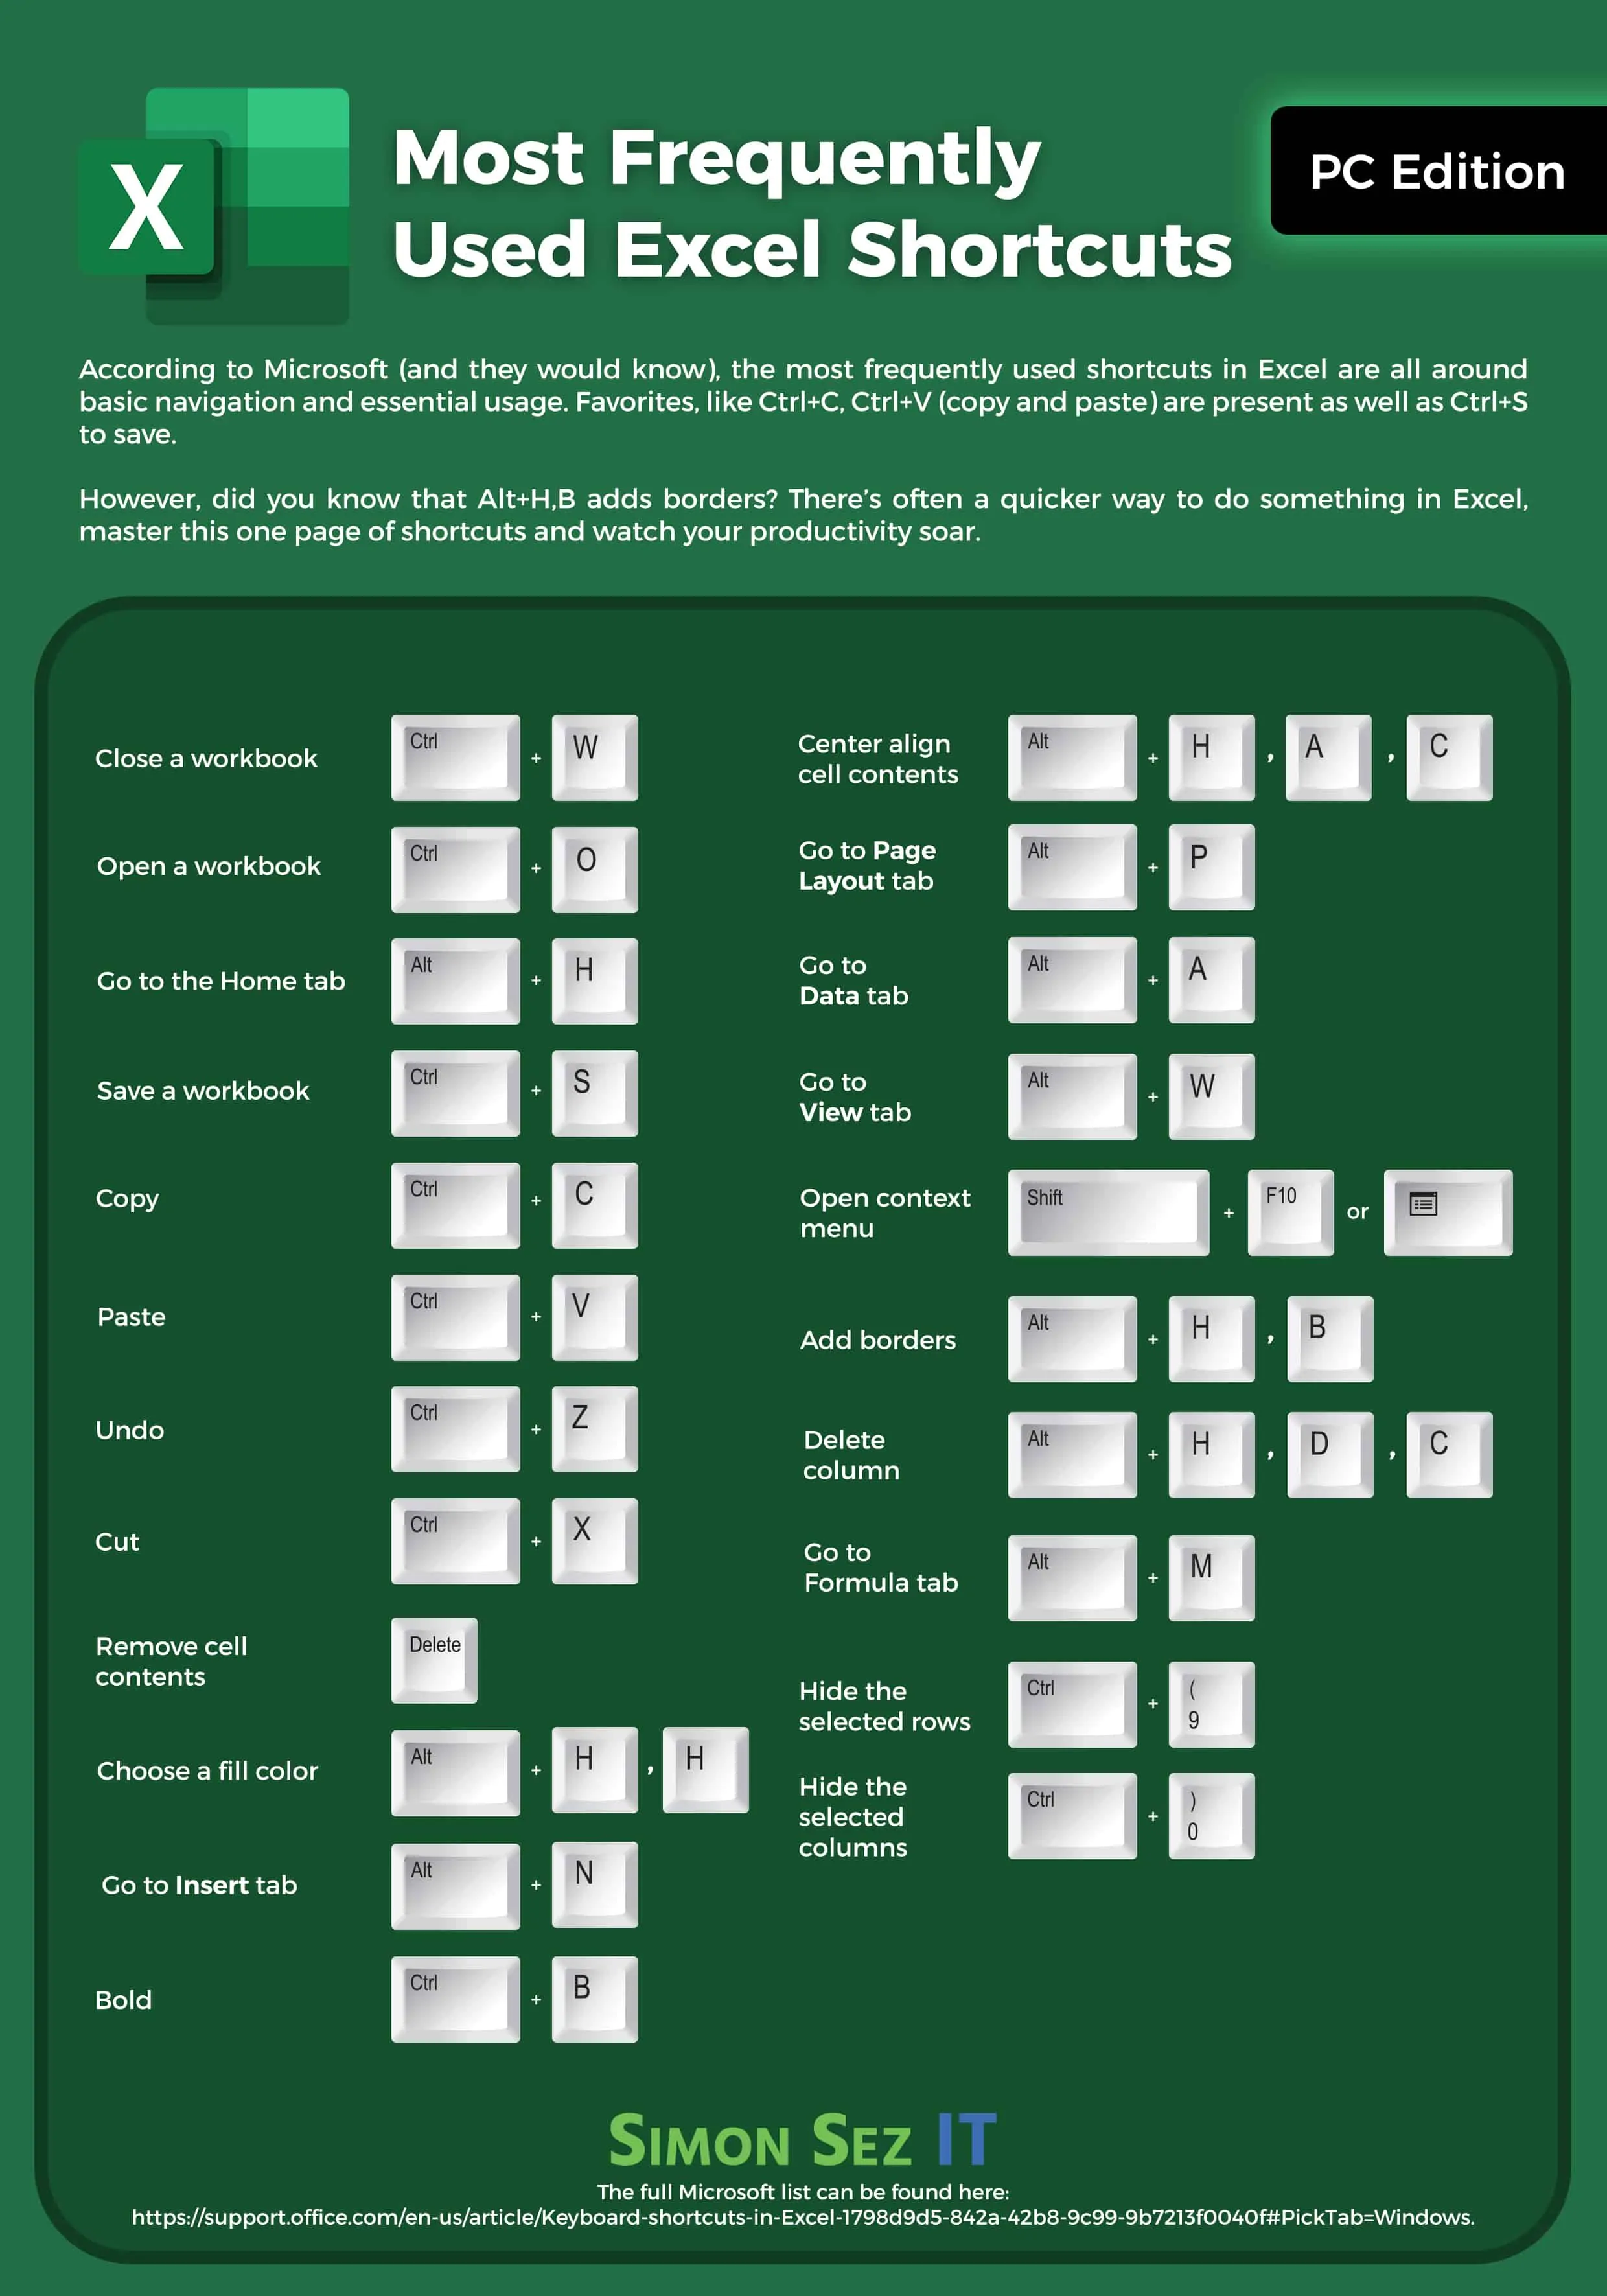 X
Most Frequently
Used Excel Shortcuts
PC Edition
According to Microsoft (and they would know), the most frequently used shortcuts in Excel are all around
basic navigation and essential usage. Favorites, like Ctrl+C, Ctrl+V (copy and paste) are present as well as Ctrl+S
to save.
However, did you know that Alt+H,B adds borders? There's often a quicker way to do something in Excel,
master this one page of shortcuts and watch your productivity soar.
Close a workbook Ctrl + W
Open a workbook Ctrl + O
Go to the Home tab Alt + H
Save a workbook Ctrl + S
Copy Ctrl + C
Paste Ctrl + V
Undo Ctrl + Z
Cut Ctrl + X
Remove cell
contents Delete
Choose a fill color Alt + H , H
Go to Insert tab Alt + N
Bold Ctrl + B
Center align
cell contents Alt + H , A , C
Go to Page
Layout tab Alt + P
Go to
Data tab Alt + A
Go to
View tab Alt + W
Open context
menu Shift + F10 or
Add borders Alt + H , B
Delete
column Alt + H , D , C
Go to
Formula tab Alt + M
Hide the
selected rows Ctrl + ( 9
Hide the
selected
columns Ctrl + ) 0
Simon Sez IT
The full Microsoft list can be found here:
https://support.office.com/en-us/article/Keyboard-shortcuts-in-Excel-1798d9d5-842a-42b8-9c99-9b7213f0040f#PickTab=Windows.